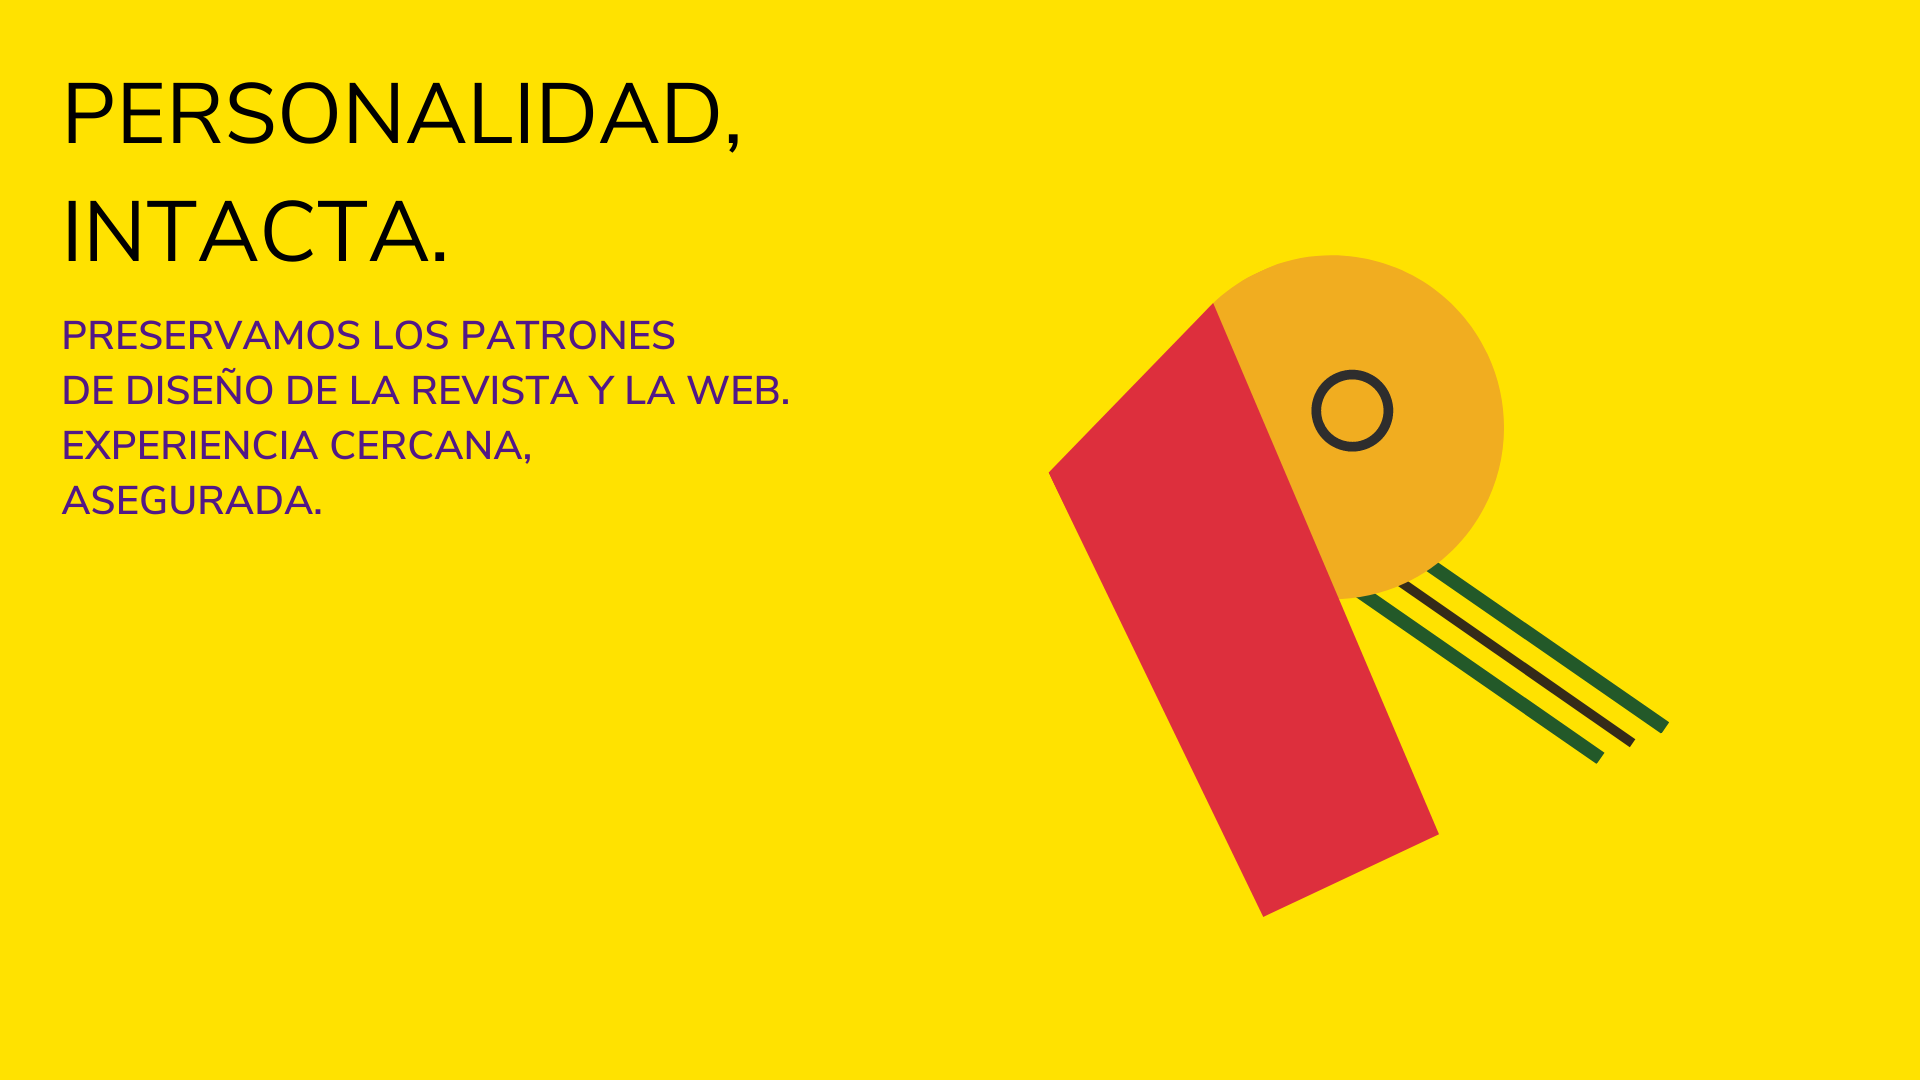 PERSONALIDAD,
INTACTA.
PRESERVAMOS LOS PATRONES
DE DISEÑO DE LA REVISTA Y LA WEB.
EXPERIENCIA CERCANA,
ASEGURADA.